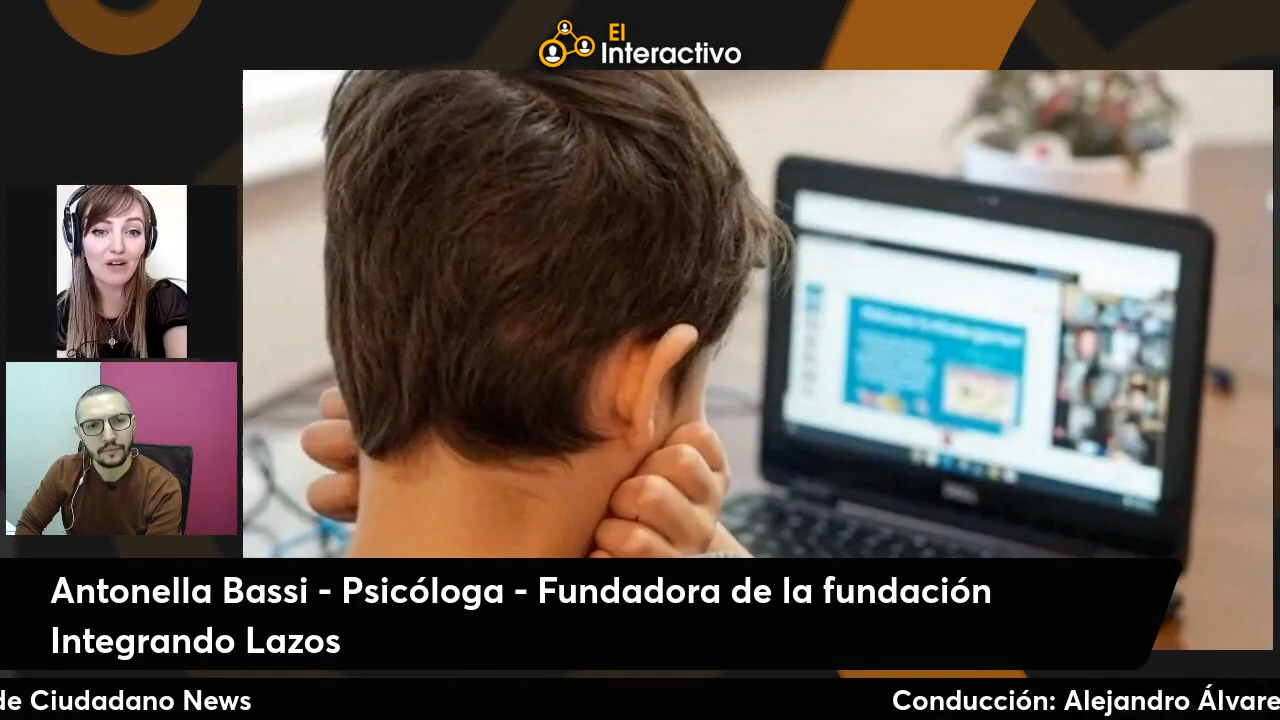 El
Interactivo
Antonella Bassi - Psicóloga - Fundadora de la fundación
Integrando Lazos
de Ciudadano News
Conducción: Alejandro Álvare